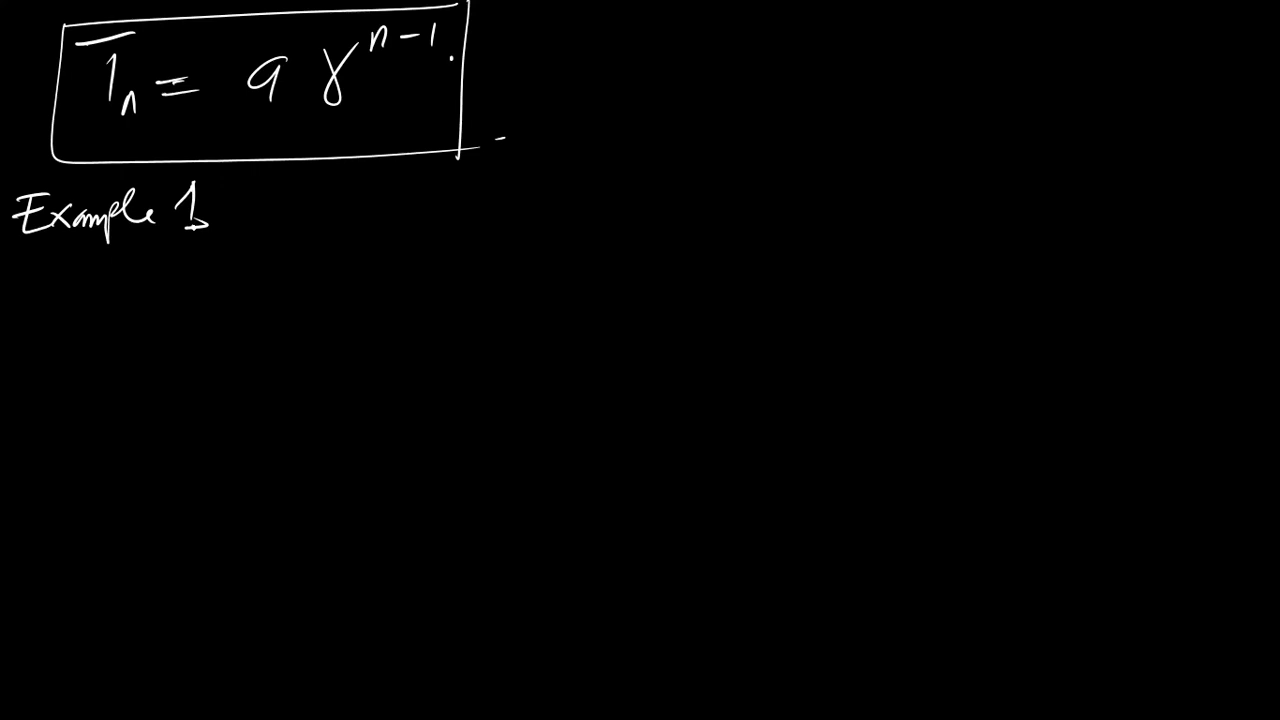 Tₙ = a r^{n-1}.
Example 1